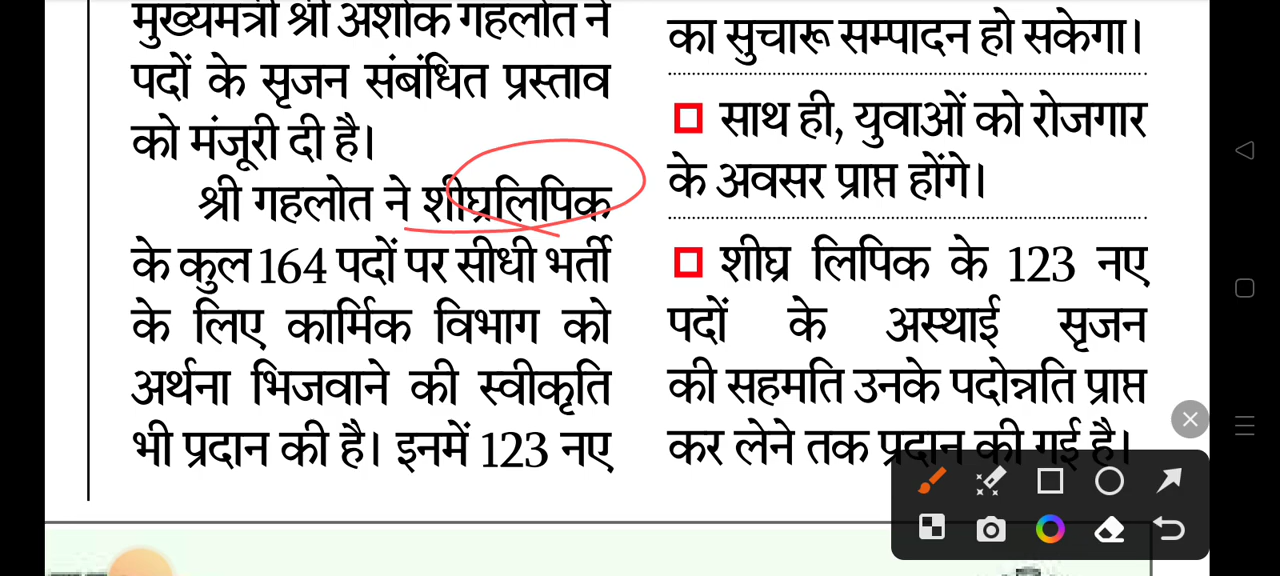 मुख्यमंत्री श्री अशोक गहलोत ने
पदों के सृजन संबंधित प्रस्ताव
को मंजूरी दी है।
श्री गहलोत ने शीघ्रलिपिक
के कुल 164 पदों पर सीधी भर्ती
के लिए कार्मिक विभाग को
अर्थना भिजवाने की स्वीकृति
भी प्रदान की है। इनमें 123 नए
का सुचारू सम्पादन हो सकेगा।
साथ ही, युवाओं को रोजगार
के अवसर प्राप्त होंगे।
शीघ्र लिपिक के 123 नए
पदों के अस्थाई सृजन
की सहमति उनके पदोन्नति प्राप्त
कर लेने तक प्रदान की गई है।